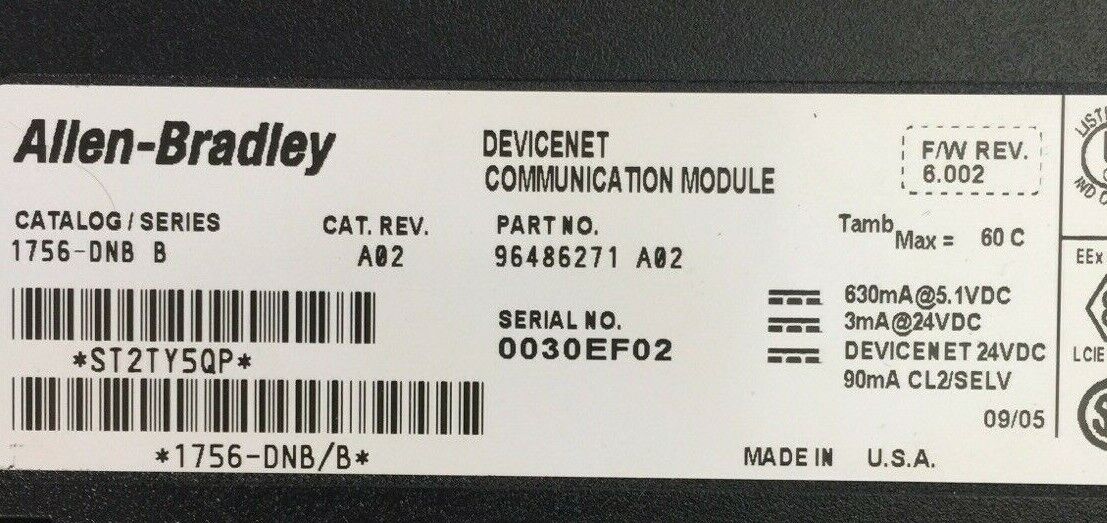 Allen-Bradley
DEVICENET
COMMUNICATION MODULE
F/W REV.
6.002
CATALOG / SERIES
1756-DNB B
CAT. REV.
A02
PART NO.
96486271 A02
Tamb Max = 60 C
*ST2TY5QP*
SERIAL NO.
0030EF02
630mA@5.1VDC
3mA@24VDC
DEVICENET 24VDC
90mA CL2/SELV
09/05
*1756-DNB/B*
MADE IN U.S.A.
EEx
LCIE